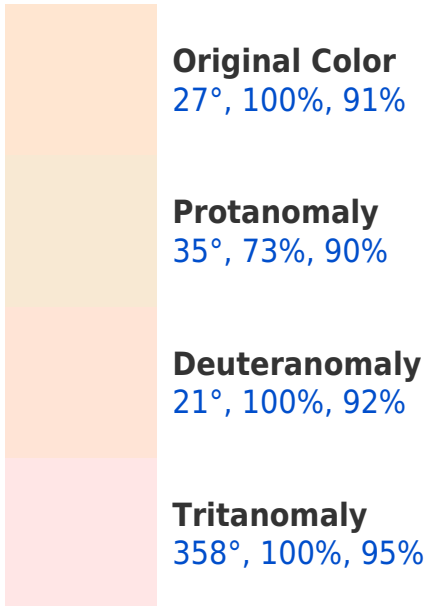 Original Color
27°, 100%, 91%
Protanomaly
35°, 73%, 90%
Deuteranomaly
21°, 100%, 92%
Tritanomaly
358°, 100%, 95%